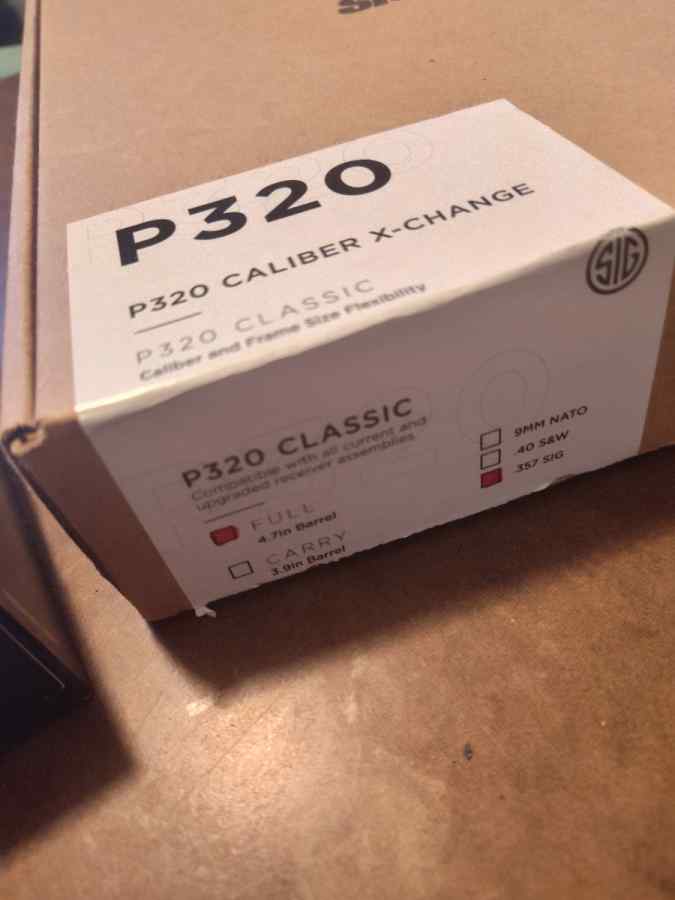 P320
P320 CALIBER X-CHANGE
P320 CLASSIC
Caliber and Frame Size Flexibility
SIG
P320 CLASSIC
Compatible with all current and
upgraded receiver assemblies.
FULL
4.7in Barrel
CARRY
3.9in Barrel
9MM NATO
.40 S&W
.357 SIG